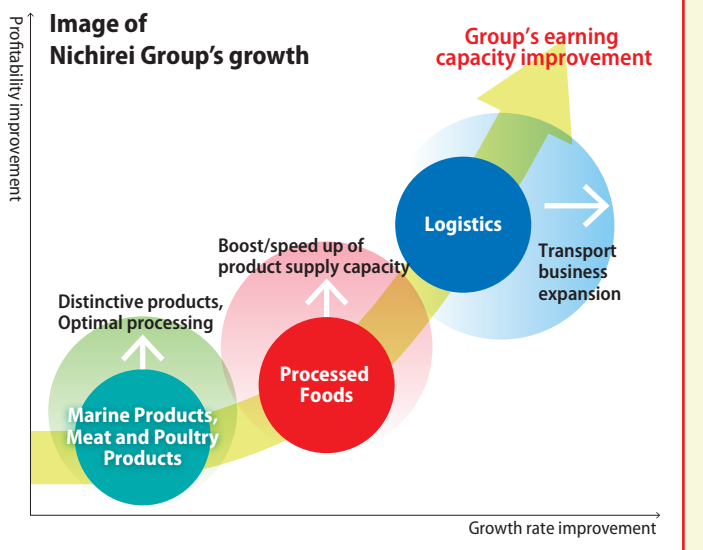 Image of
Nichirei Group's growth
Group's earning
capacity improvement
Profitability improvement
Logistics
Transport
business
expansion
Boost/speed up of
product supply capacity
Distinctive products,
Optimal processing
Processed
Foods
Marine Products,
Meat and Poultry
Products
Growth rate improvement